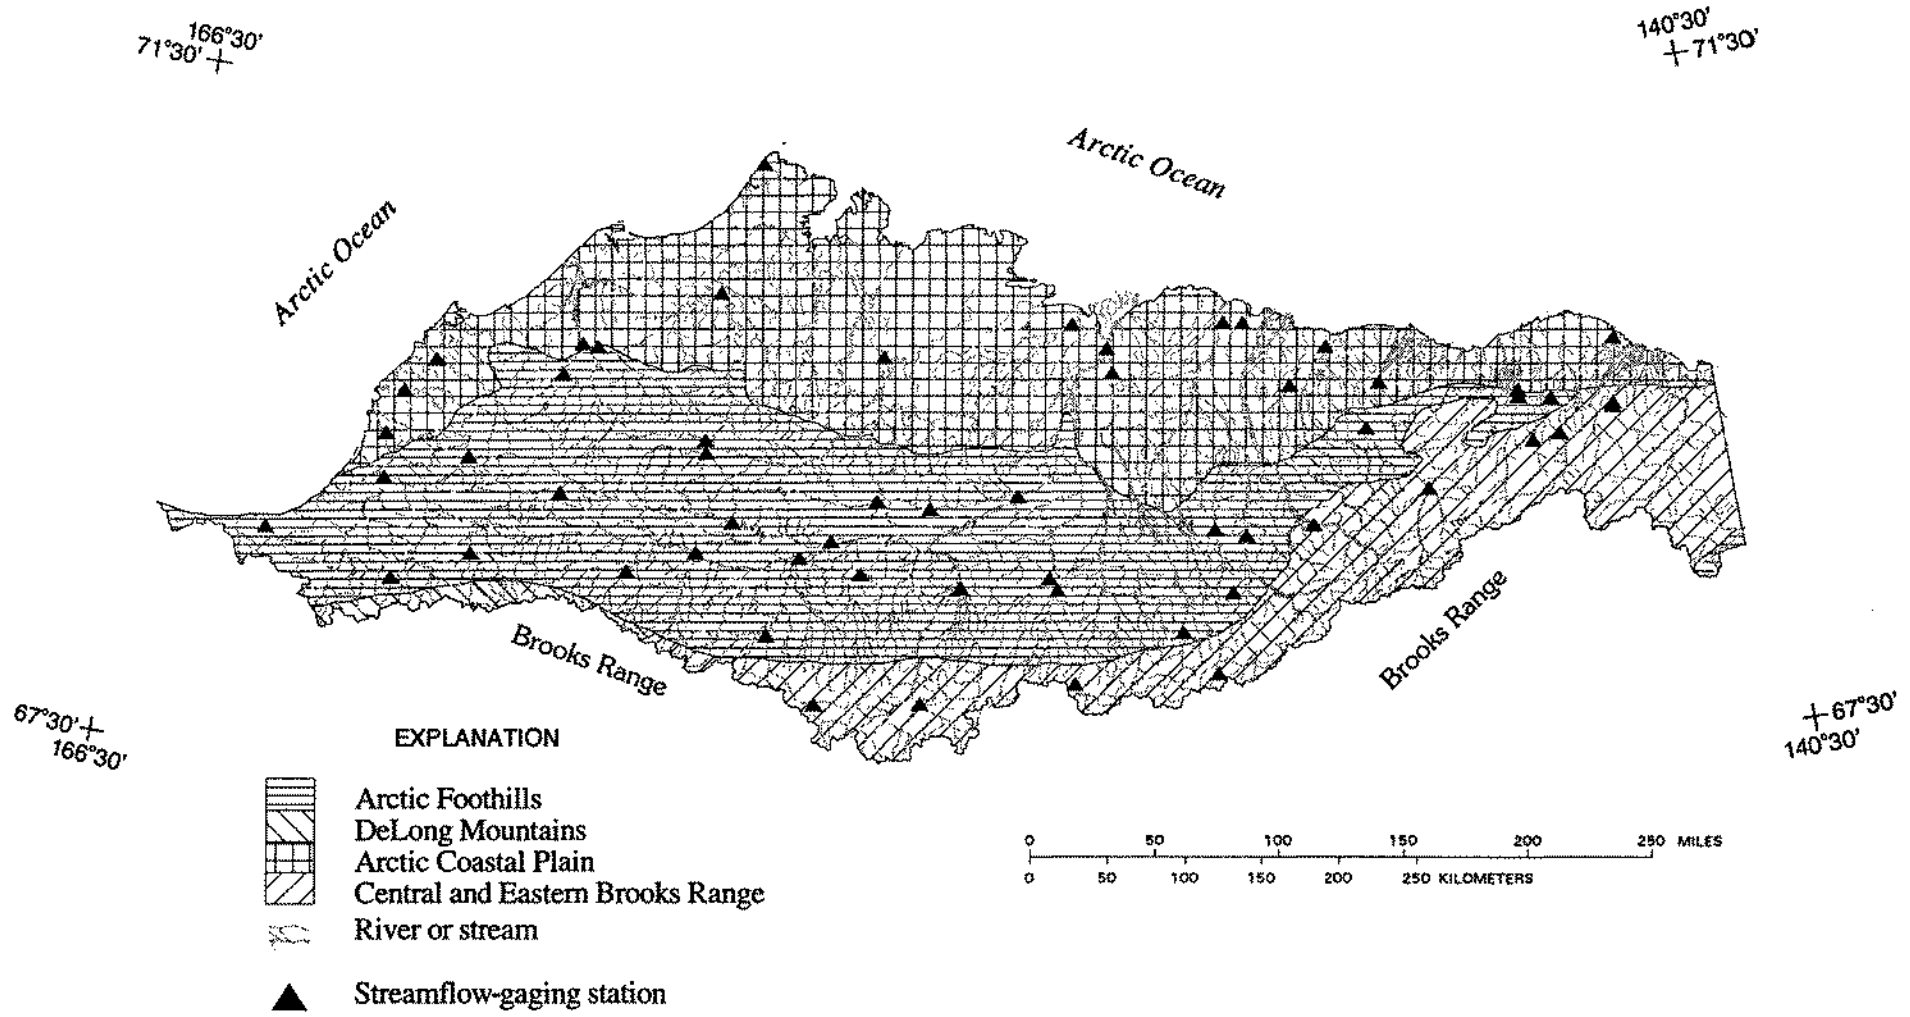 166°30'
71°30'
140°30'
71°30'
Arctic Ocean
Arctic Ocean
Brooks Range
Brooks Range
67°30'
166°30'
67°30'
140°30'
EXPLANATION
Arctic Foothills
DeLong Mountains
Arctic Coastal Plain
Central and Eastern Brooks Range
River or stream
Streamflow-gaging station
0 50 100 150 200 250 MILES
0 50 100 150 200 250 KILOMETERS